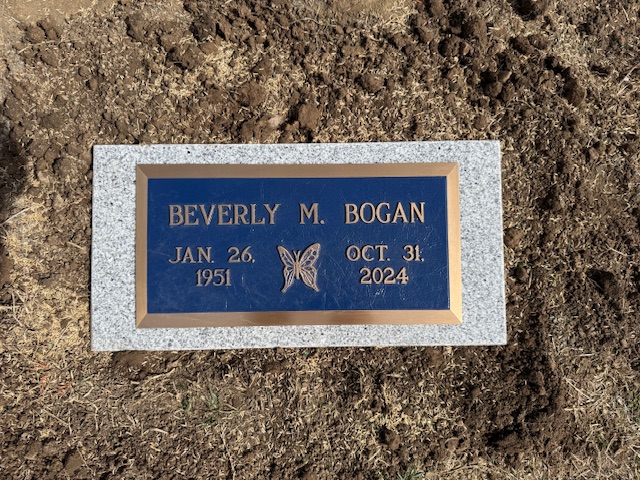 BEVERLY M. BOGAN
JAN. 26, OCT. 31,
1951 2024